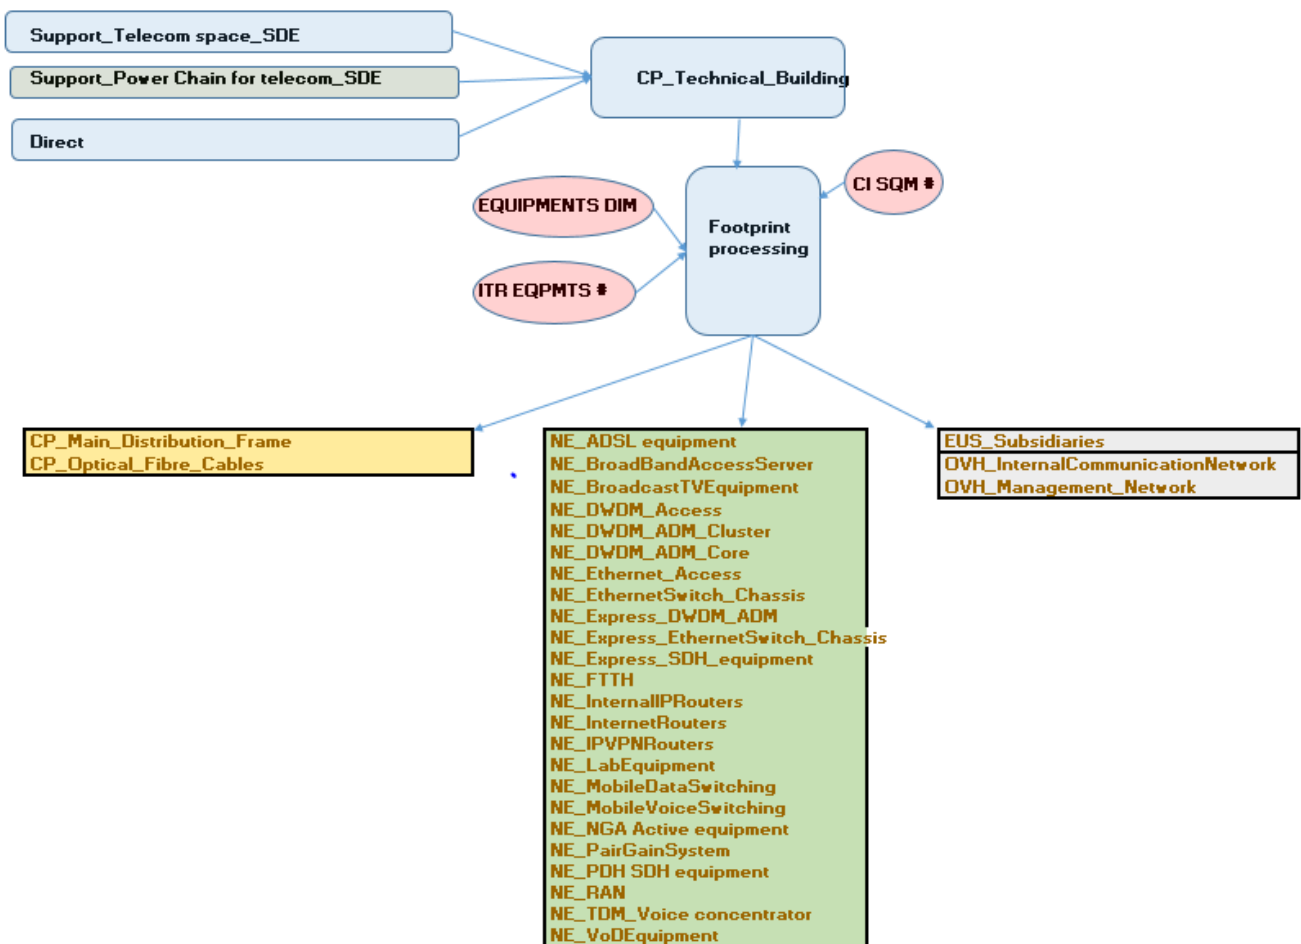 Support_Telecom space_SDE
Support_Power Chain for telecom_SDE
Direct
CP_Technical_Building
CI SQM #
EQUIPMENTS DIM
Footprint
processing
ITR EQPMTS #
CP_Main_Distribution_Frame
CP_Optical_Fibre_Cables
NE_ADSL equipment
NE_BroadBandAccessServer
NE_BroadcastTVEquipment
NE_DWDM_Access
NE_DWDM_ADM_Cluster
NE_DWDM_ADM_Core
NE_Ethernet_Access
NE_EthernetSwitch_Chassis
NE_Express_DWDM_ADM
NE_Express_EthernetSwitch_Chassis
NE_Express_SDH_equipment
NE_FTTH
NE_InternalIPRouters
NE_InternetRouters
NE_IPVPNRouters
NE_LabEquipment
NE_MobileDataSwitching
NE_MobileVoiceSwitching
NE_NGA Active equipment
NE_PairGainSystem
NE_PDH SDH equipment
NE_RAN
NE_TDM_Voice concentrator
NE_VoDEquipment
EUS_Subsidiaries
OVH_InternalCommunicationNetwork
OVH_Management_Network